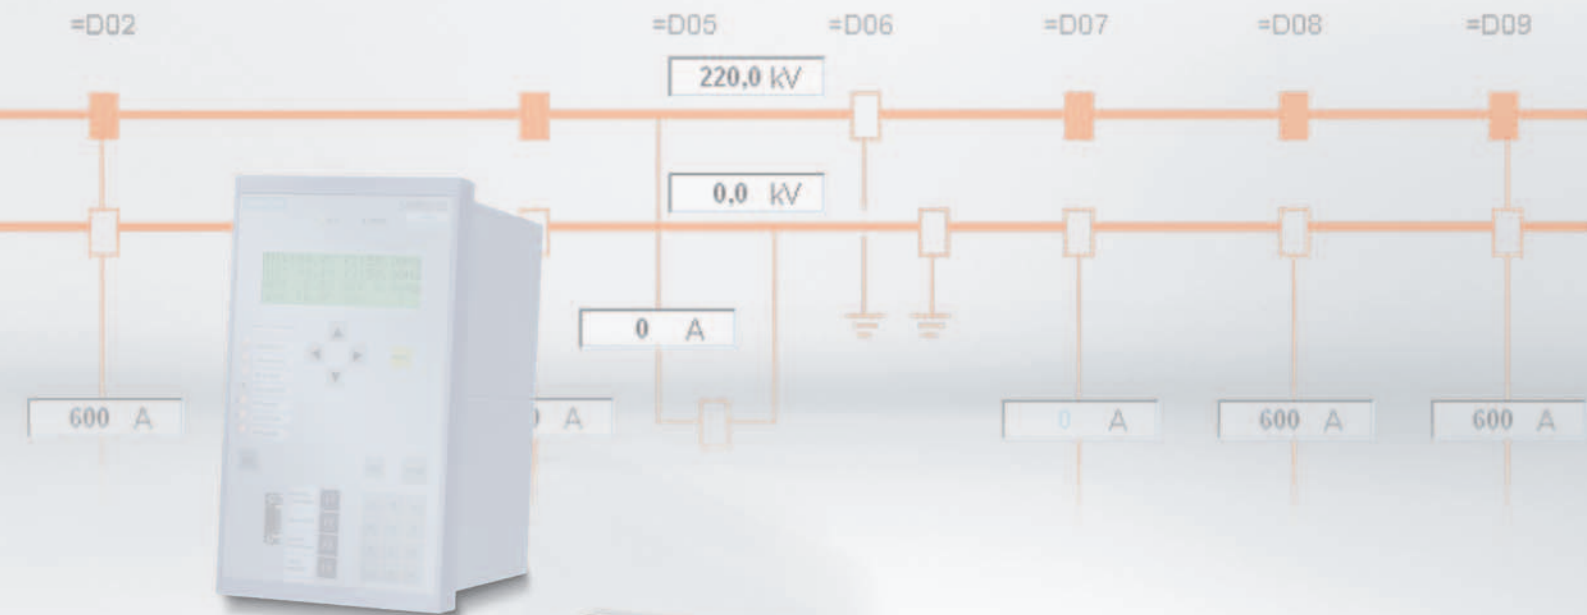 =D02 =D05 =D06 =D07 =D08 =D09
220,0 kV
0,0 kV
0 A
600 A
A
0 A
600 A
600 A